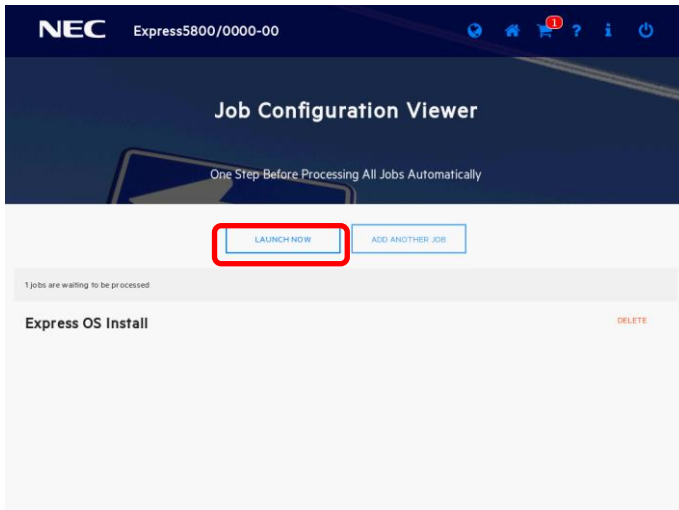 NEC Express5800/0000-00 1 ? i
Job Configuration Viewer
One Step Before Processing All Jobs Automatically
LAUNCH NOW ADD ANOTHER JOB
1 jobs are waiting to be processed
Express OS Install DELETE